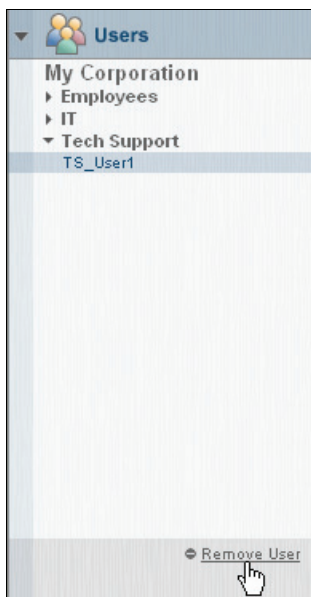 Users
My Corporation
Employees
IT
Tech Support
TS_User1
Remove User